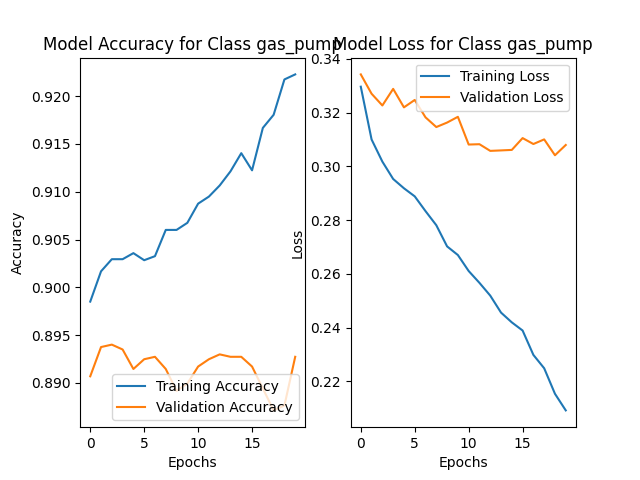 Model Accuracy for Class gas_pump
0.920
0.915
0.910
0.905
0.900
0.895
0.890
Accuracy
0
5
10
15
Epochs
Training Accuracy
Validation Accuracy
Model Loss for Class gas_pump
0.34
0.32
0.30
0.28
0.26
0.24
0.22
Loss
0
5
10
15
Epochs
Training Loss
Validation Loss